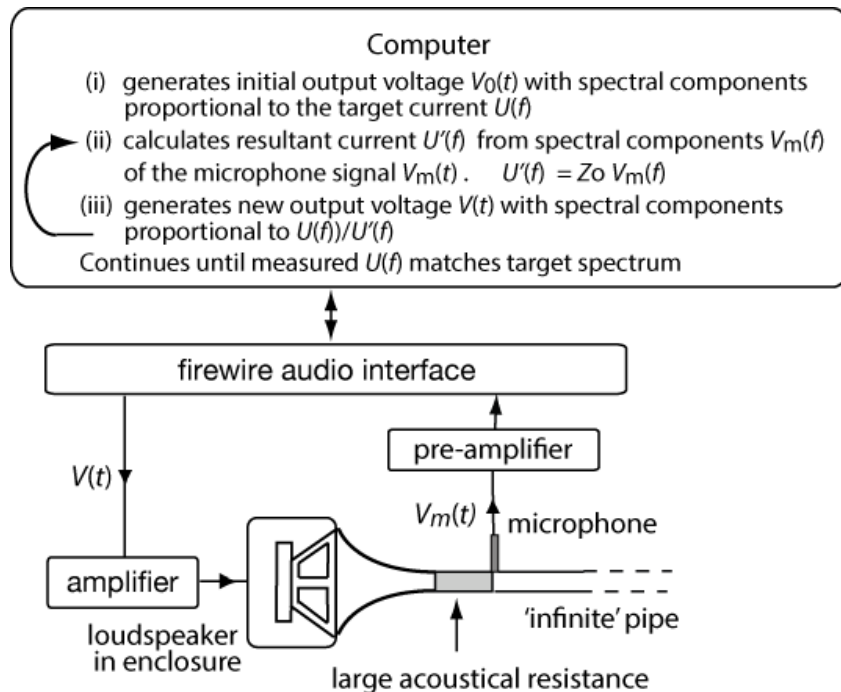 Computer
(i) generates initial output voltage V0(t) with spectral components
proportional to the target current U(f)
(ii) calculates resultant current U'(f) from spectral components Vm(f)
of the microphone signal Vm(t). U'(f) = Zo Vm(f)
(iii) generates new output voltage V(t) with spectral components
proportional to U(f))/U'(f)
Continues until measured U(f) matches target spectrum
firewire audio interface
pre-amplifier
V(t)
Vm(t)
microphone
amplifier
'infinite' pipe
loudspeaker
in enclosure
large acoustical resistance